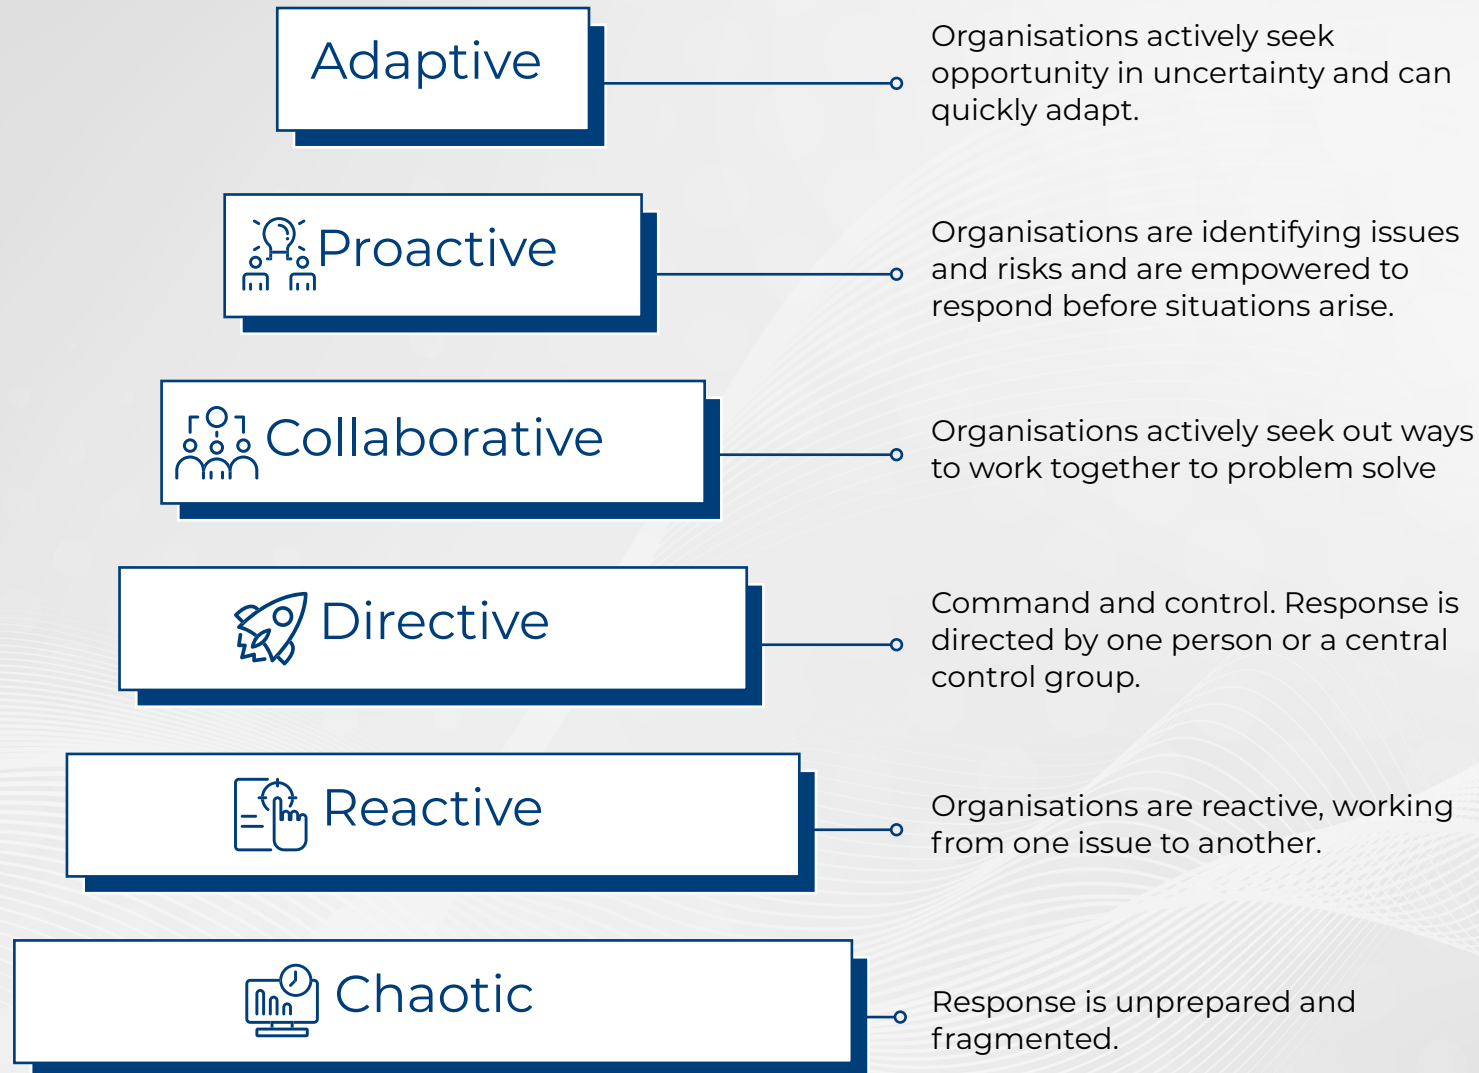 Adaptive
Organisations actively seek
opportunity in uncertainty and can
quickly adapt.
Proactive
Organisations are identifying issues
and risks and are empowered to
respond before situations arise.
Collaborative
Organisations actively seek out ways
to work together to problem solve
Directive
Command and control. Response is
directed by one person or a central
control group.
Reactive
Organisations are reactive, working
from one issue to another.
Chaotic
Response is unprepared and
fragmented.